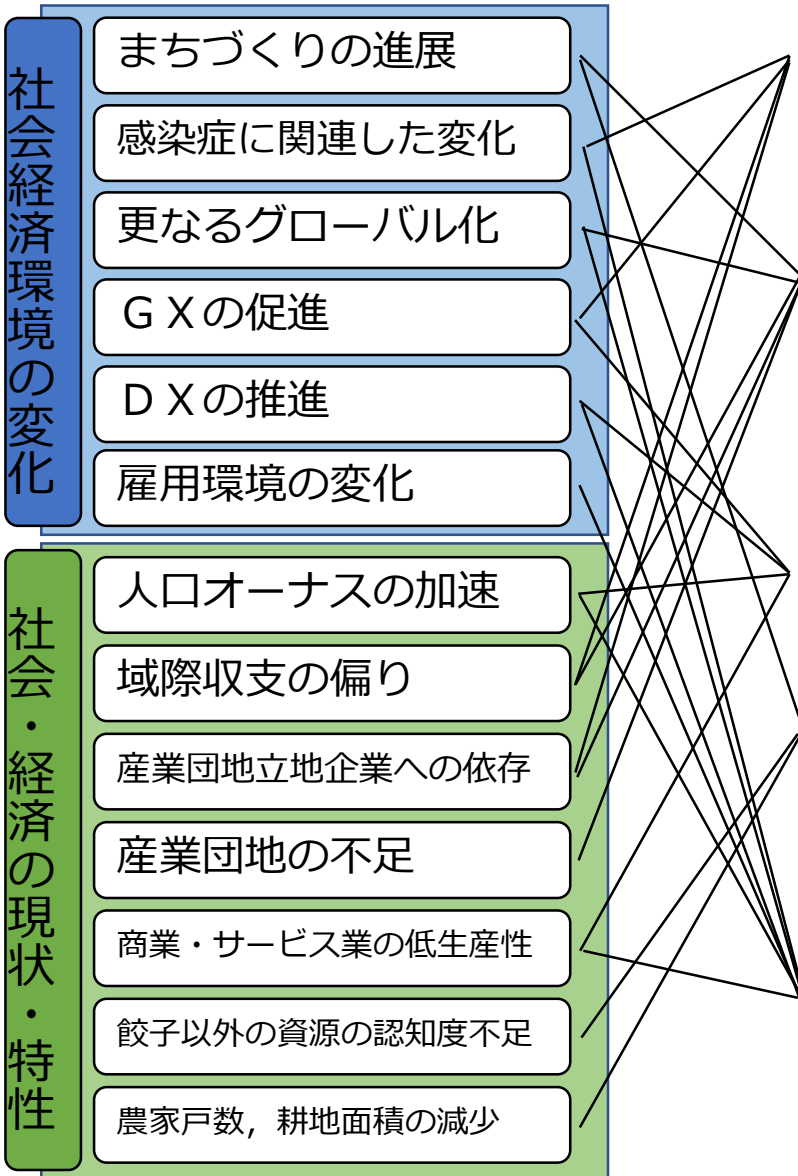 社会経済環境の変化
まちづくりの進展
感染症に関連した変化
更なるグローバル化
ＧＸの促進
ＤＸの推進
雇用環境の変化
社会・経済の現状・特性
人口オーナスの加速
域際収支の偏り
産業団地立地企業への依存
産業団地の不足
商業・サービス業の低生産性
餃子以外の資源の認知度不足
農家戸数，耕地面積の減少